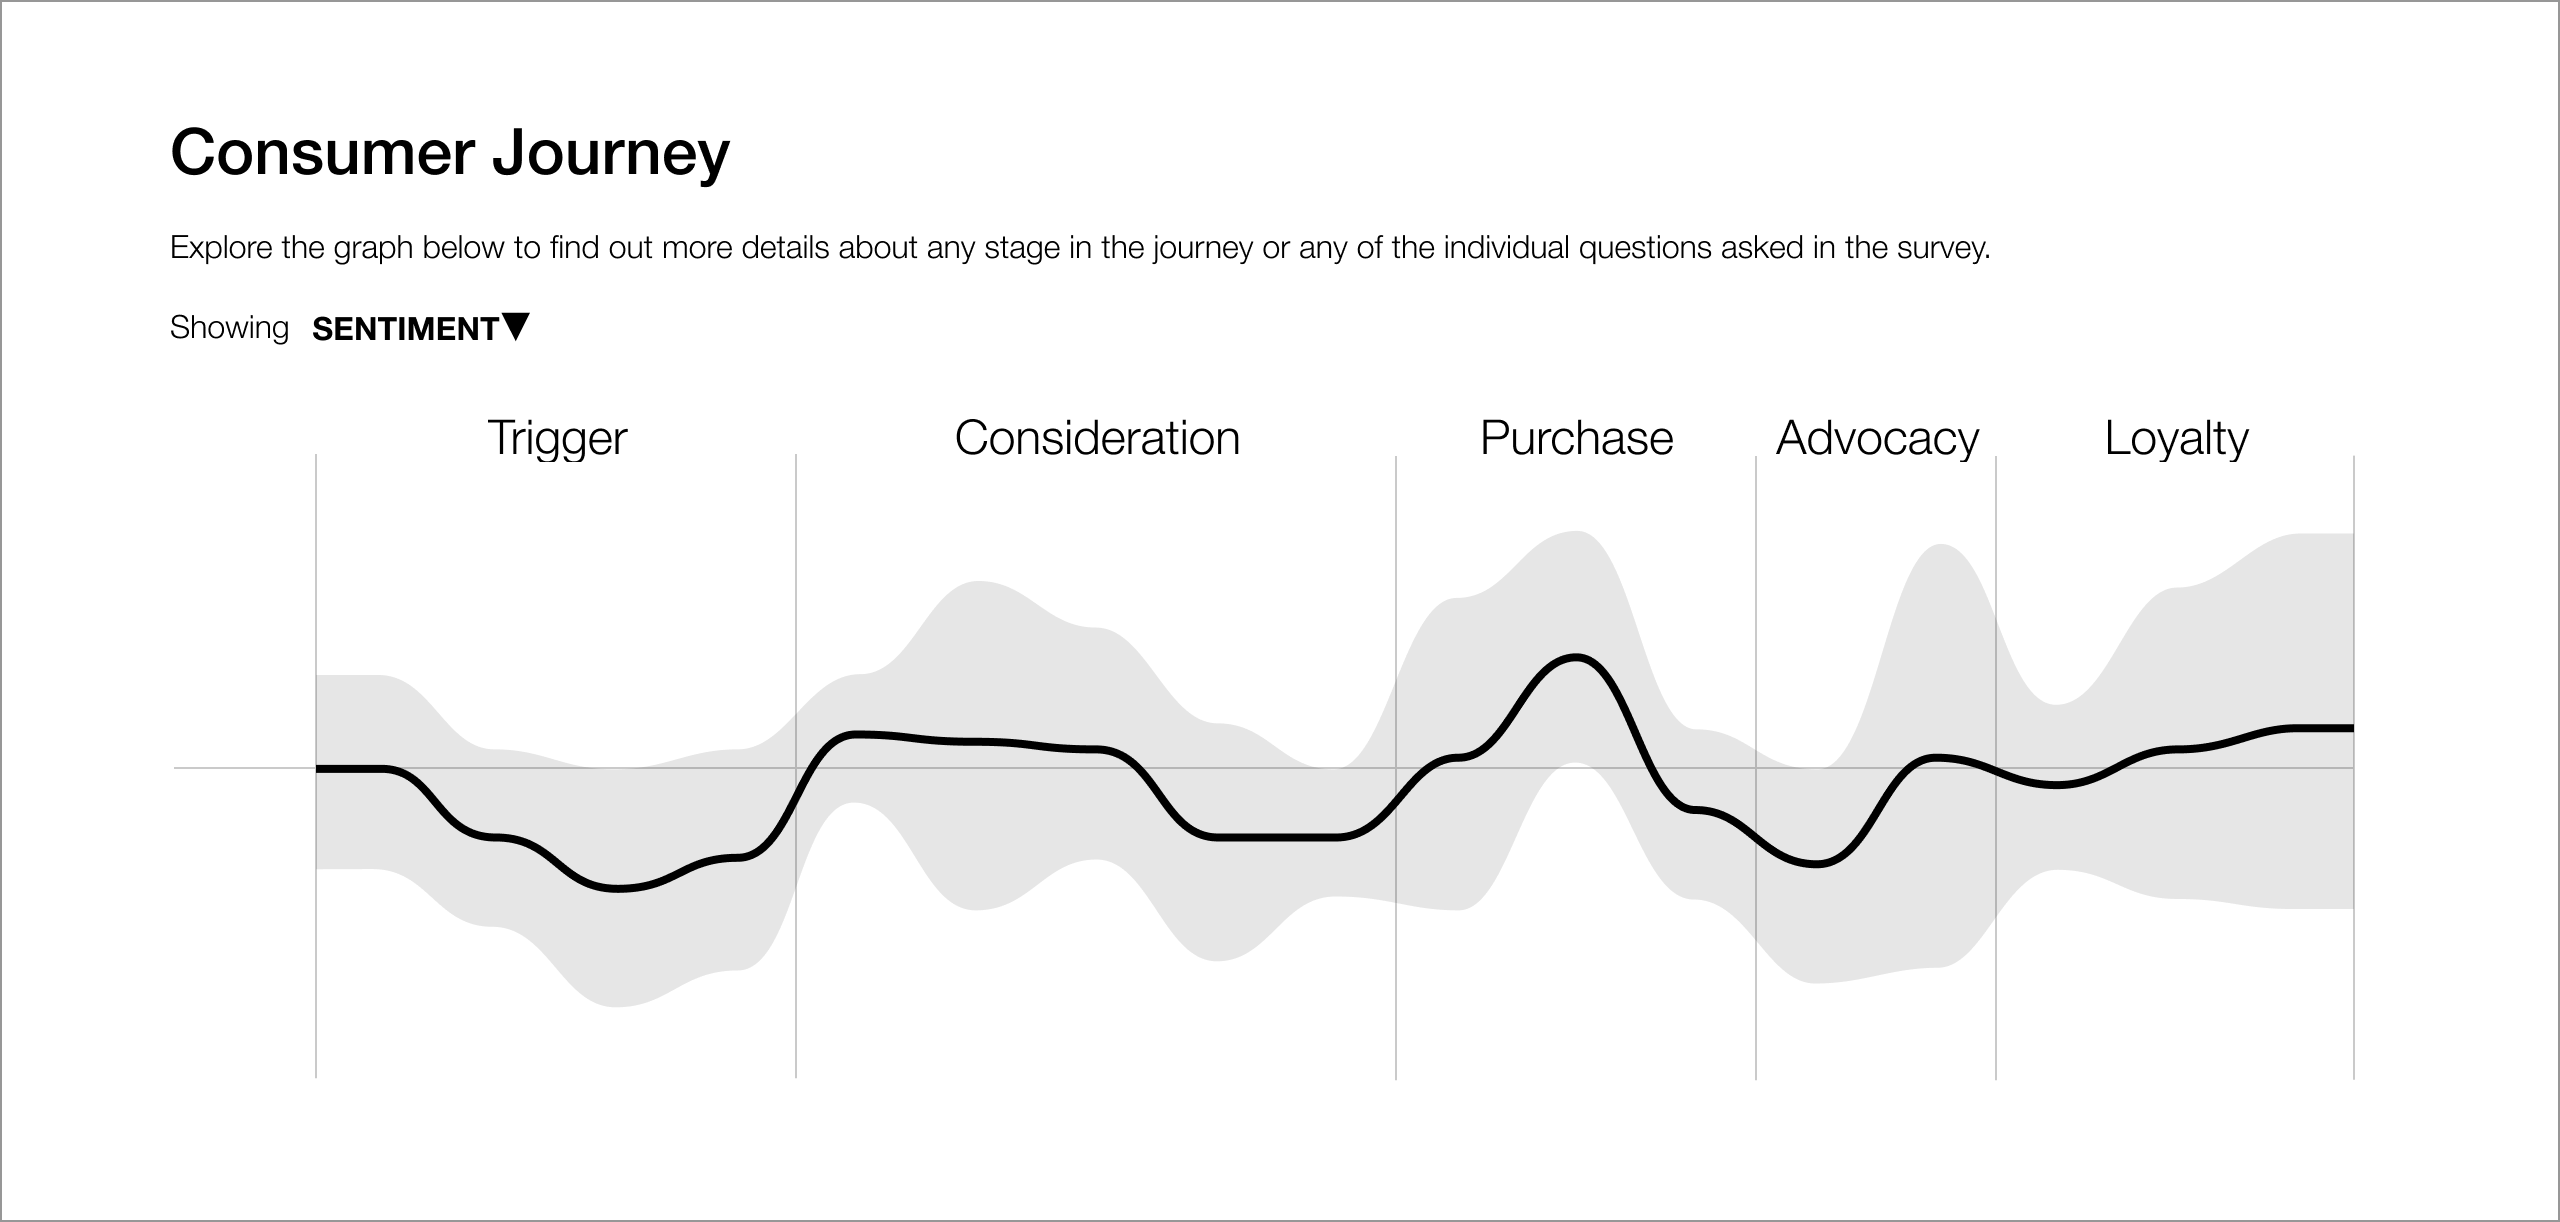 Consumer Journey
Explore the graph below to find out more details about any stage in the journey or any of the individual questions asked in the survey.
Showing SENTIMENT▼
Trigger Consideration Purchase Advocacy Loyalty